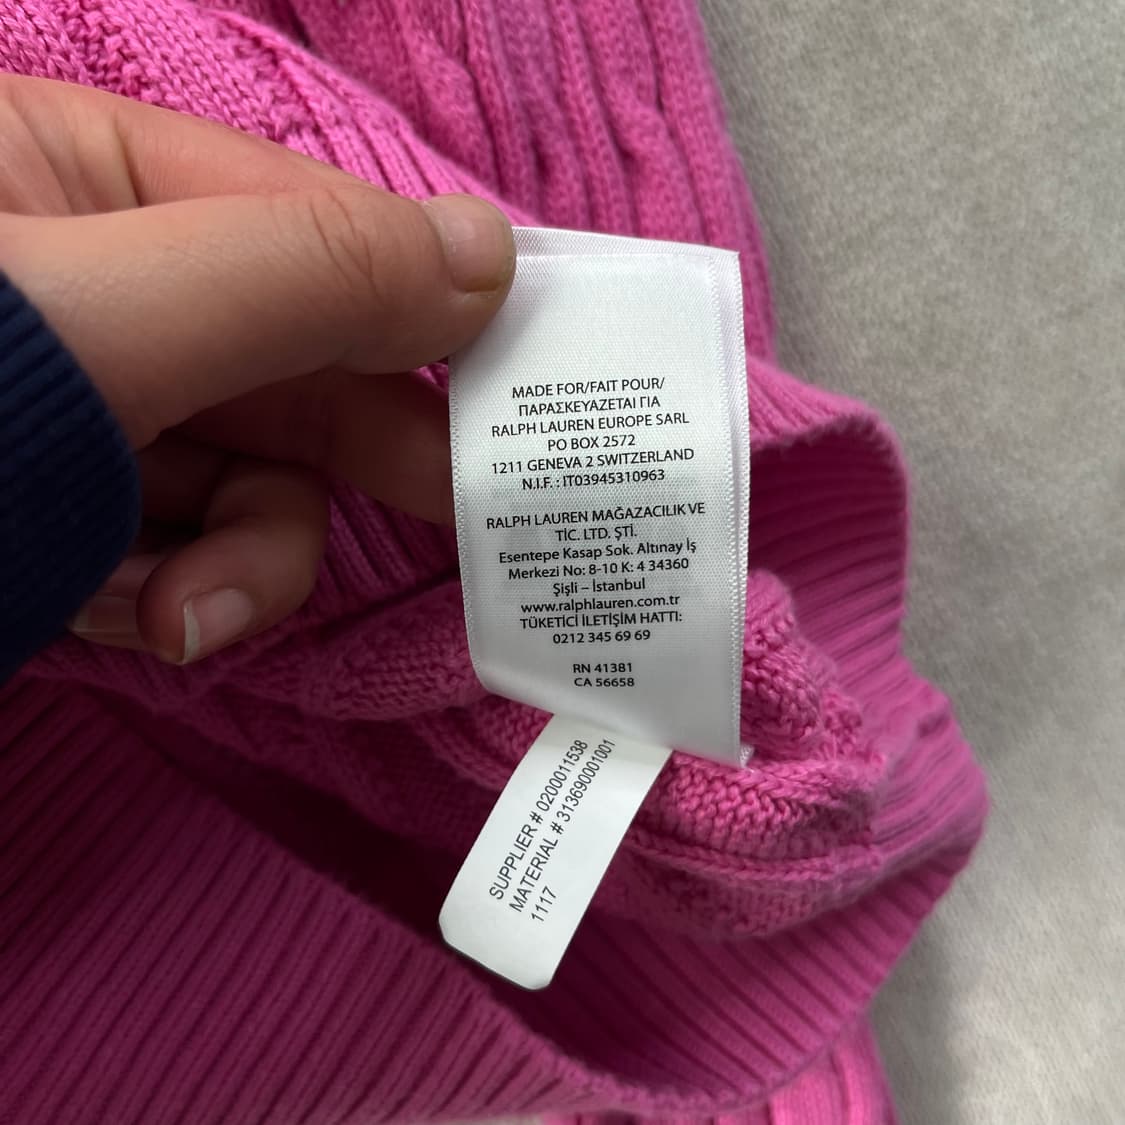 MADE FOR/FAIT POUR/
ΠΑΡΑΣΚΕΥΑΖΕΤΑΙ ΓΙΑ
RALPH LAUREN EUROPE SARL
PO BOX 2572
1211 GENEVA 2 SWITZERLAND
N.I.F. : IT03945310963
RALPH LAUREN MAĞAZACILIK VE
TİC. LTD. ŞTİ.
Esentepe Kasap Sok. Altınay İş
Merkezi No: 8-10 K: 4 34360
Şişli – İstanbul
www.ralphlauren.com.tr
TÜKETİCİ İLETİŞİM HATTI:
0212 345 69 69
RN 41381
CA 56658
SUPPLIER # 0200011538
MATERIAL # 313690001001
1117